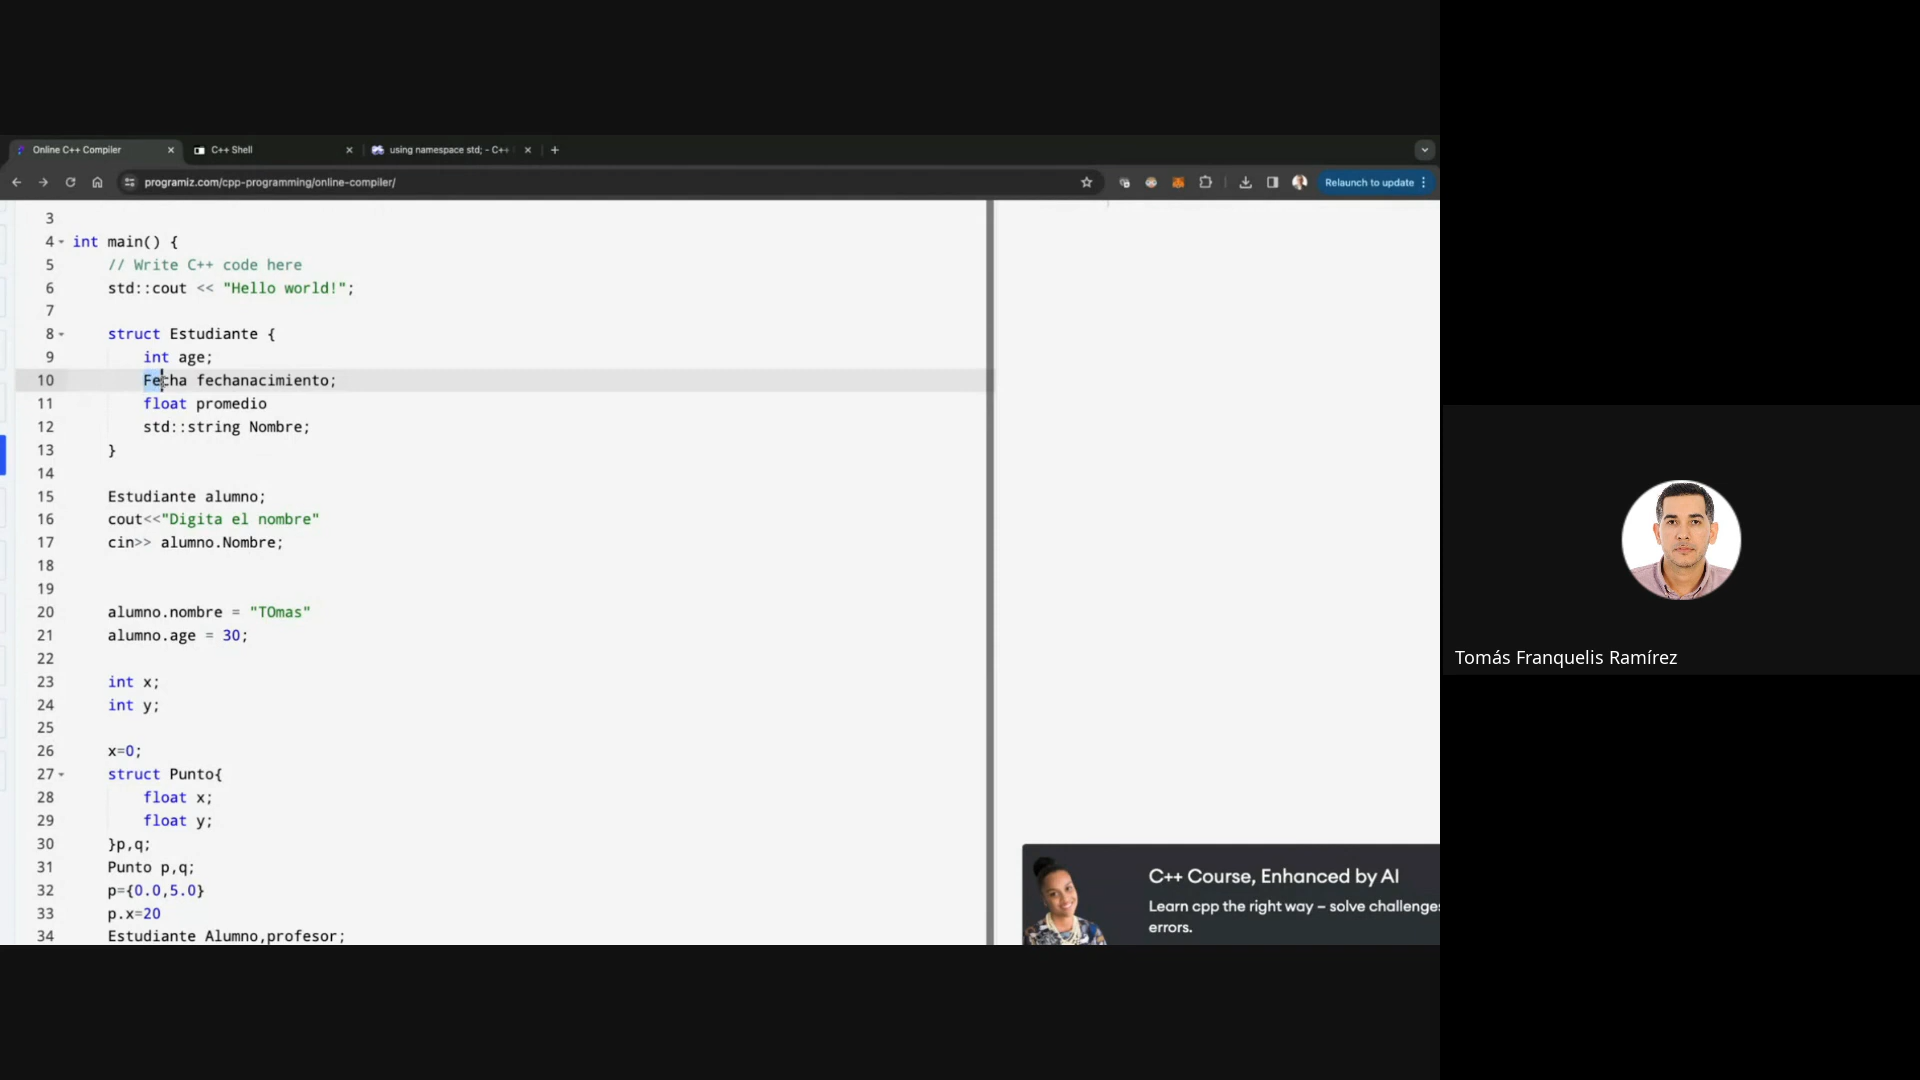 Online C++ Compiler
C++ Shell
using namespace std; - C++
programiz.com/cpp-programming/online-compiler/
Relaunch to update
3
4 int main() {
5 // Write C++ code here
6 std::cout << "Hello world!";
7
8 struct Estudiante {
9 int age;
10 Fecha fechanacimiento;
11 float promedio
12 std::string Nombre;
13 }
14
15 Estudiante alumno;
16 cout<<"Digita el nombre"
17 cin>> alumno.Nombre;
18
19
20 alumno.nombre = "TOmas"
21 alumno.age = 30;
22
23 int x;
24 int y;
25
26 x=0;
27 struct Punto{
28 float x;
29 float y;
30 }p,q;
31 Punto p,q;
32 p={0.0,5.0}
33 p.x=20
34 Estudiante Alumno,profesor;
C++ Course, Enhanced by AI
Learn cpp the right way – solve challenges
errors.
Tomás Franquelis Ramírez